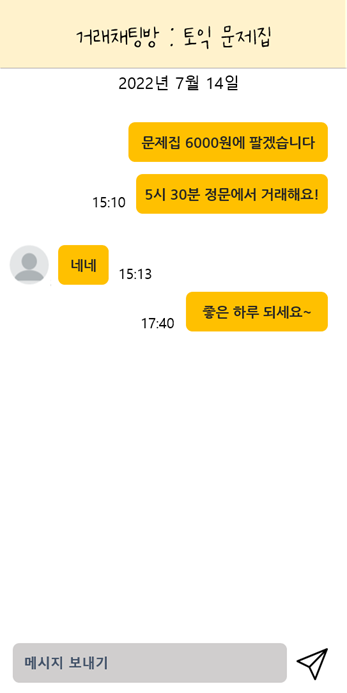 거래채팅방 : 토익 문제집
2022년 7월 14일
문제집 6000원에 팔겠습니다
5시 30분 정문에서 거래해요!
15:10
네네
15:13
좋은 하루 되세요~
17:40
메시지 보내기